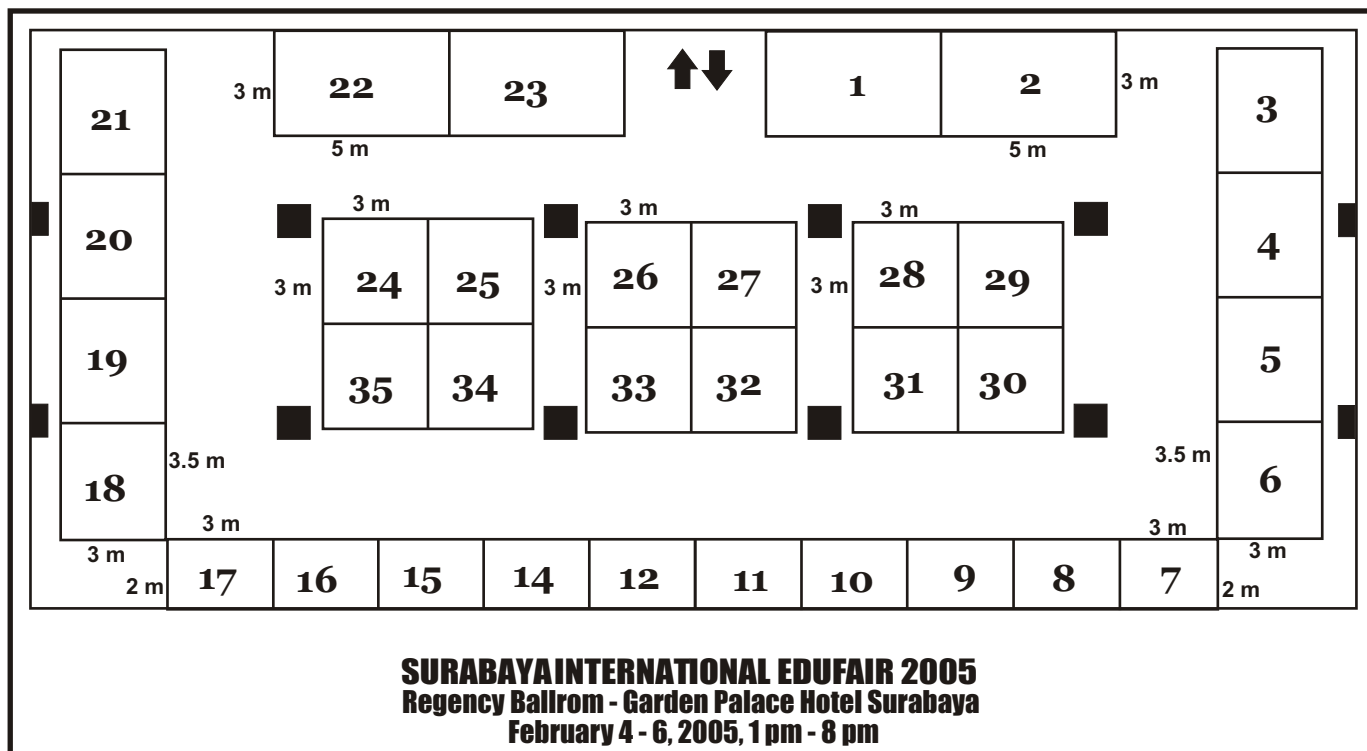 22
23
1
2
3 m
3 m
5 m
5 m
21
20
19
18
3
4
5
6
3 m
3 m
3 m
3 m
3 m
3 m
24
25
26
27
28
29
35
34
33
32
31
30
3.5 m
3.5 m
3 m
3 m
3 m
3 m
2 m
2 m
17
16
15
14
12
11
10
9
8
7
SURABAYA INTERNATIONAL EDUFAIR 2005
Regency Ballrom - Garden Palace Hotel Surabaya
February 4 - 6, 2005, 1 pm - 8 pm